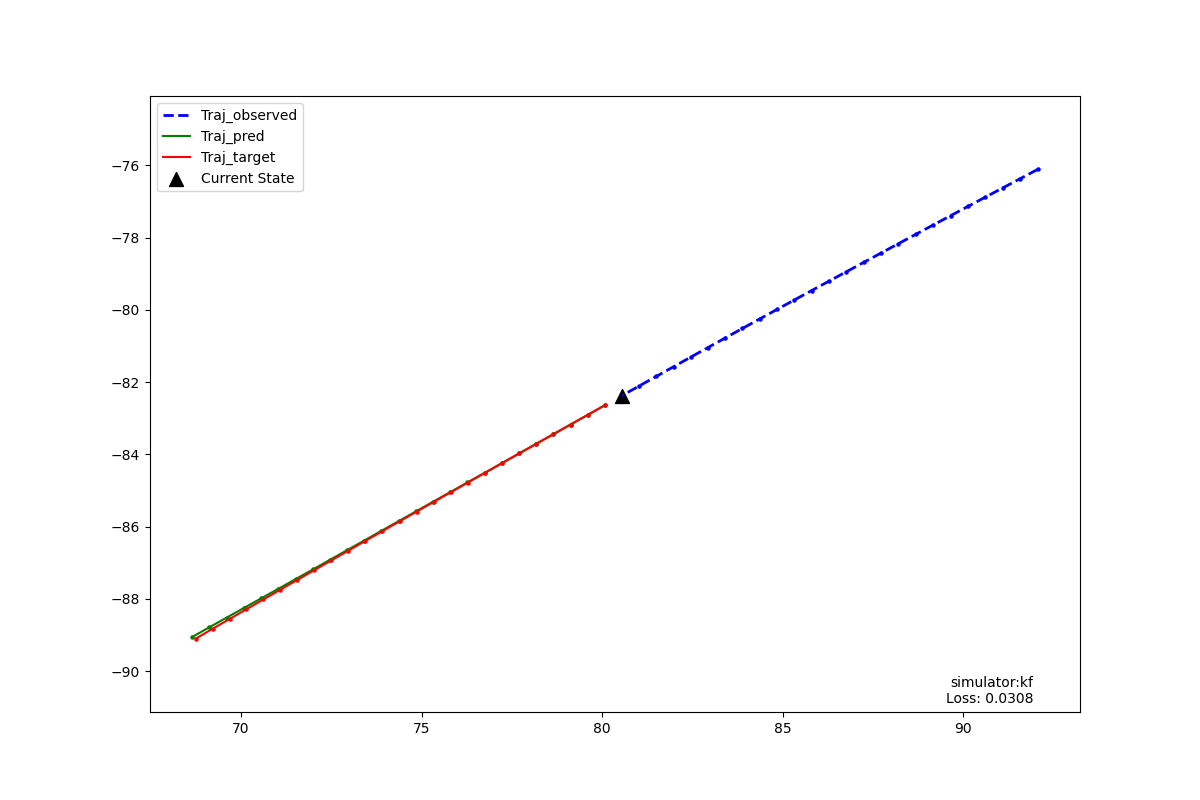 Traj_observed
Traj_pred
Traj_target
Current State
−76
−78
−80
−82
−84
−86
−88
−90
simulator:kf
Loss: 0.0308
70
75
80
85
90